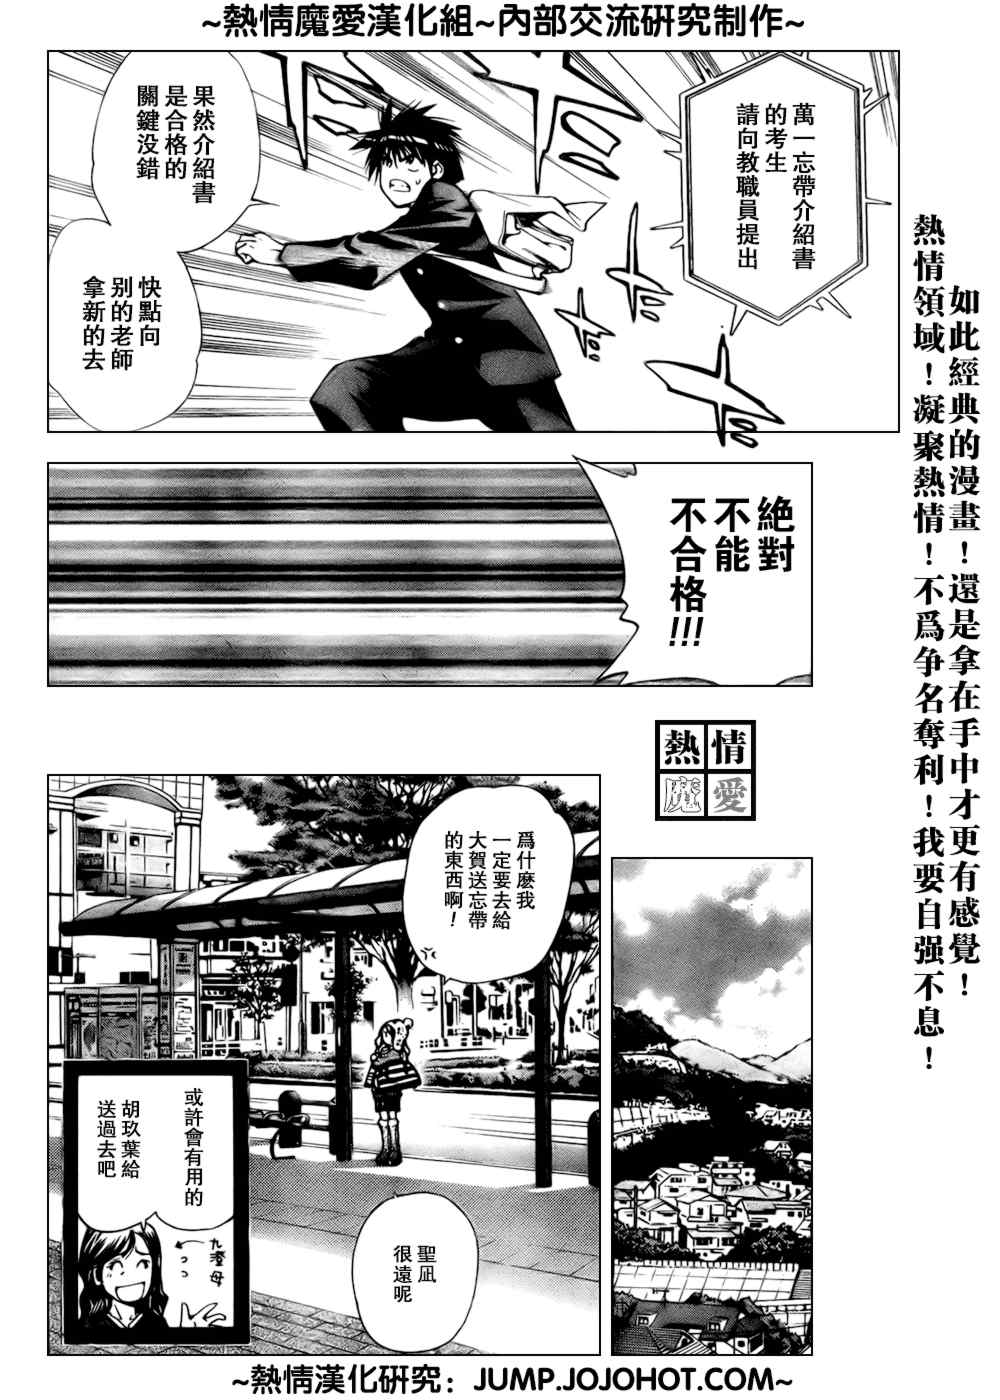 ~熱情魔愛漢化組~內部交流研究制作~
萬一忘帶介紹書
的考生
請向教職員提出
果然介紹書
是合格的
關鍵没錯
快點向
别的老師
拿新的去
絕對
不能
不合格!!!
熱情
魔愛
爲什麽我
一定要去給
大賀送忘帶
的東西啊!
或許會有用的
胡玖葉給
送過去吧
九澄母
聖凪
很遠呢
如此經典的漫畫!還是拿在手中才更有感覺!
熱情領域!凝聚熱情!不爲争名奪利!我要自强不息!
~熱情漢化研究：JUMP.JOJOHOT.COM~